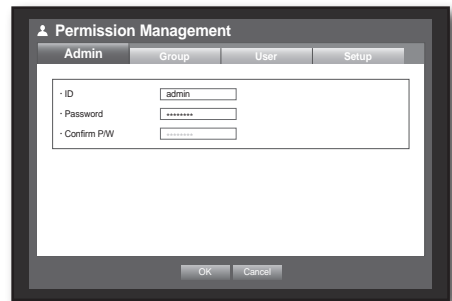 Permission Management
Admin Group User Setup
· ID admin
· Password ********
· Confirm P/W --------
OK Cancel